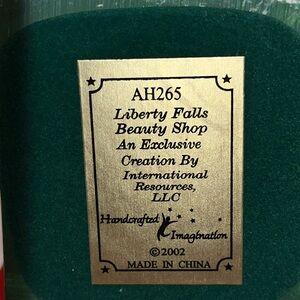 AH265
Liberty Falls
Beauty Shop
An Exclusive
Creation By
International
Resources,
LLC
Handcrafted
Imagination
©2002
MADE IN CHINA